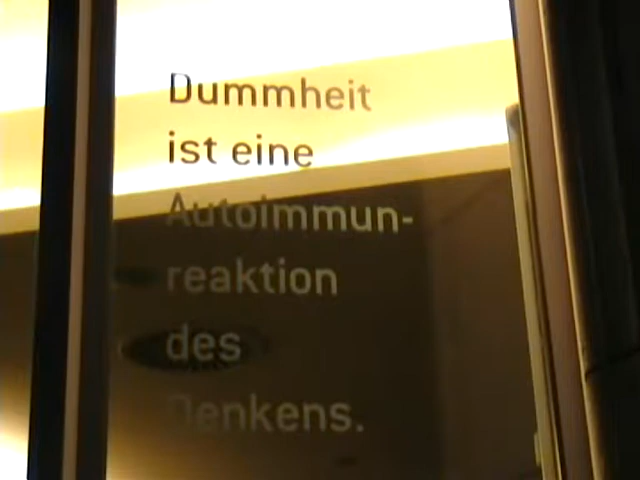 Dummheit
ist eine
Autoimmun-
reaktion
des
Denkens.